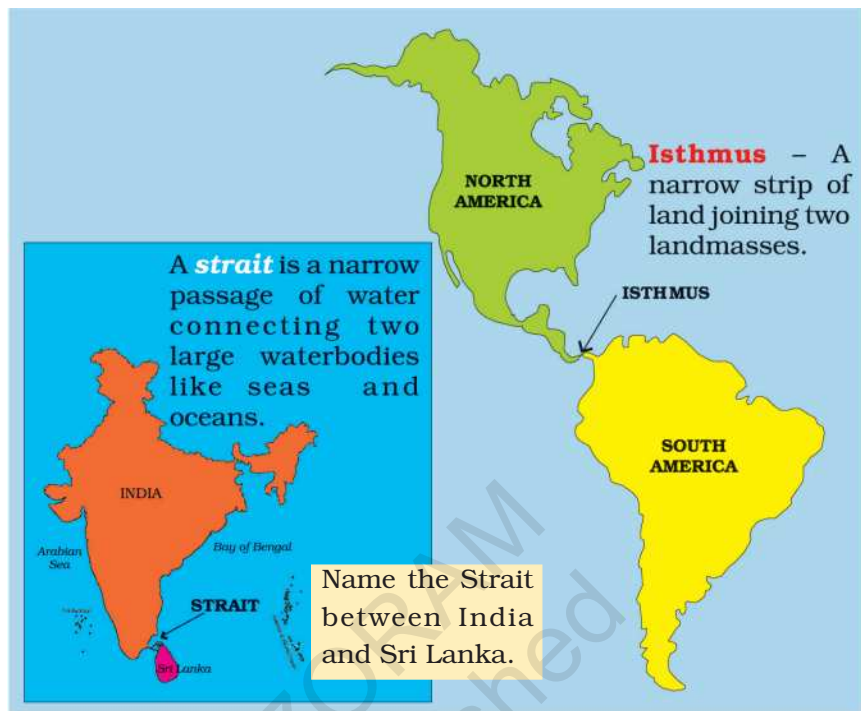 NORTH
AMERICA
Isthmus – A
narrow strip of
land joining two
landmasses.
ISTHMUS
SOUTH
AMERICA
A strait is a narrow
passage of water
connecting two
large waterbodies
like seas and
oceans.
INDIA
Arabian
Sea
Bay of Bengal
STRAIT
Sri Lanka
Name the Strait
between India
and Sri Lanka.